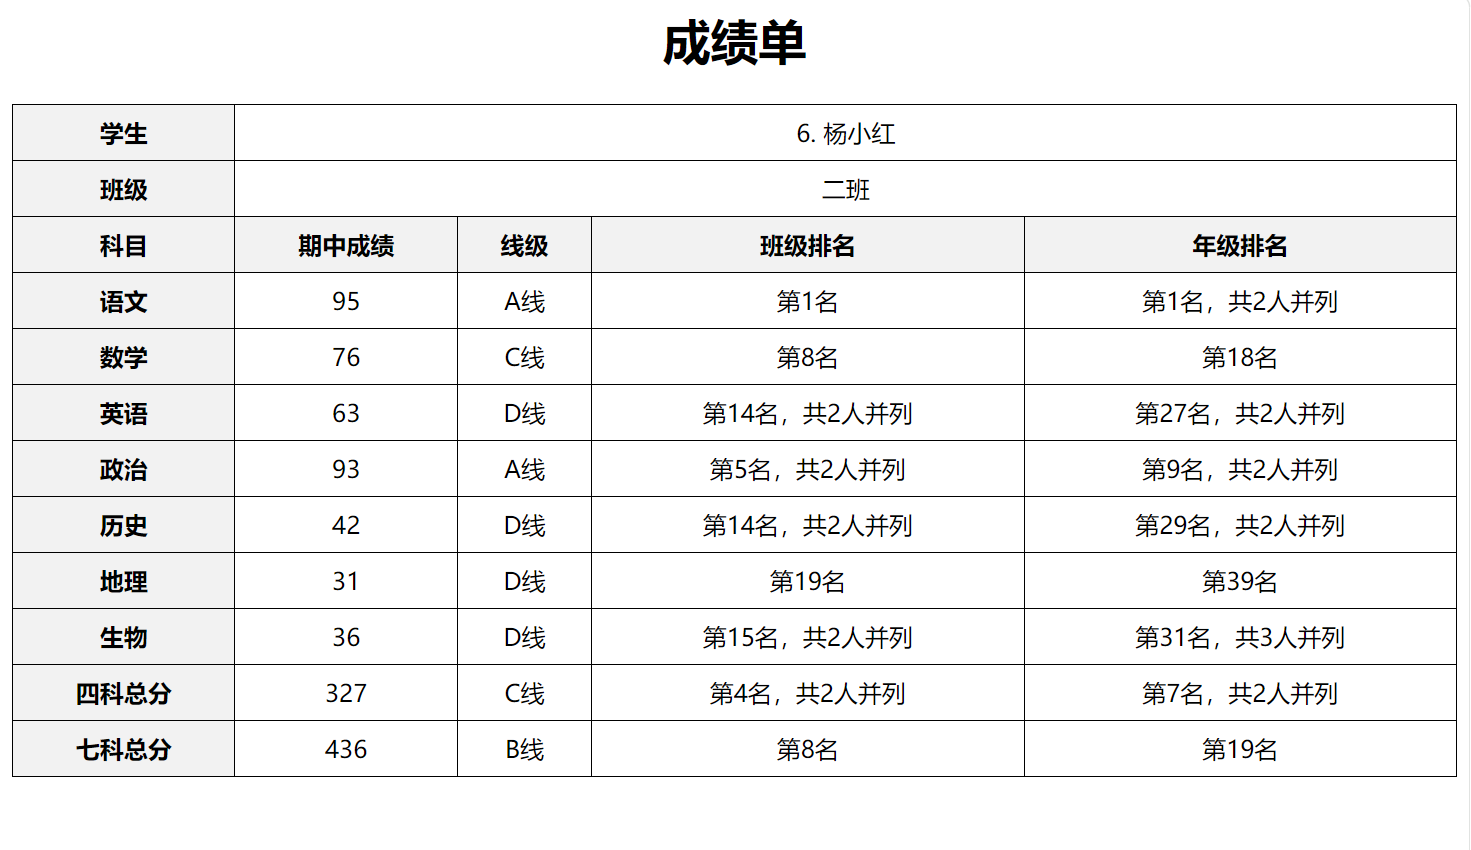 成绩单
学生 6. 杨小红
班级 二班
科目 期中成绩 线级 班级排名 年级排名
语文 95 A线 第1名 第1名，共2人并列
数学 76 C线 第8名 第18名
英语 63 D线 第14名，共2人并列 第27名，共2人并列
政治 93 A线 第5名，共2人并列 第9名，共2人并列
历史 42 D线 第14名，共2人并列 第29名，共2人并列
地理 31 D线 第19名 第39名
生物 36 D线 第15名，共2人并列 第31名，共3人并列
四科总分 327 C线 第4名，共2人并列 第7名，共2人并列
七科总分 436 B线 第8名 第19名